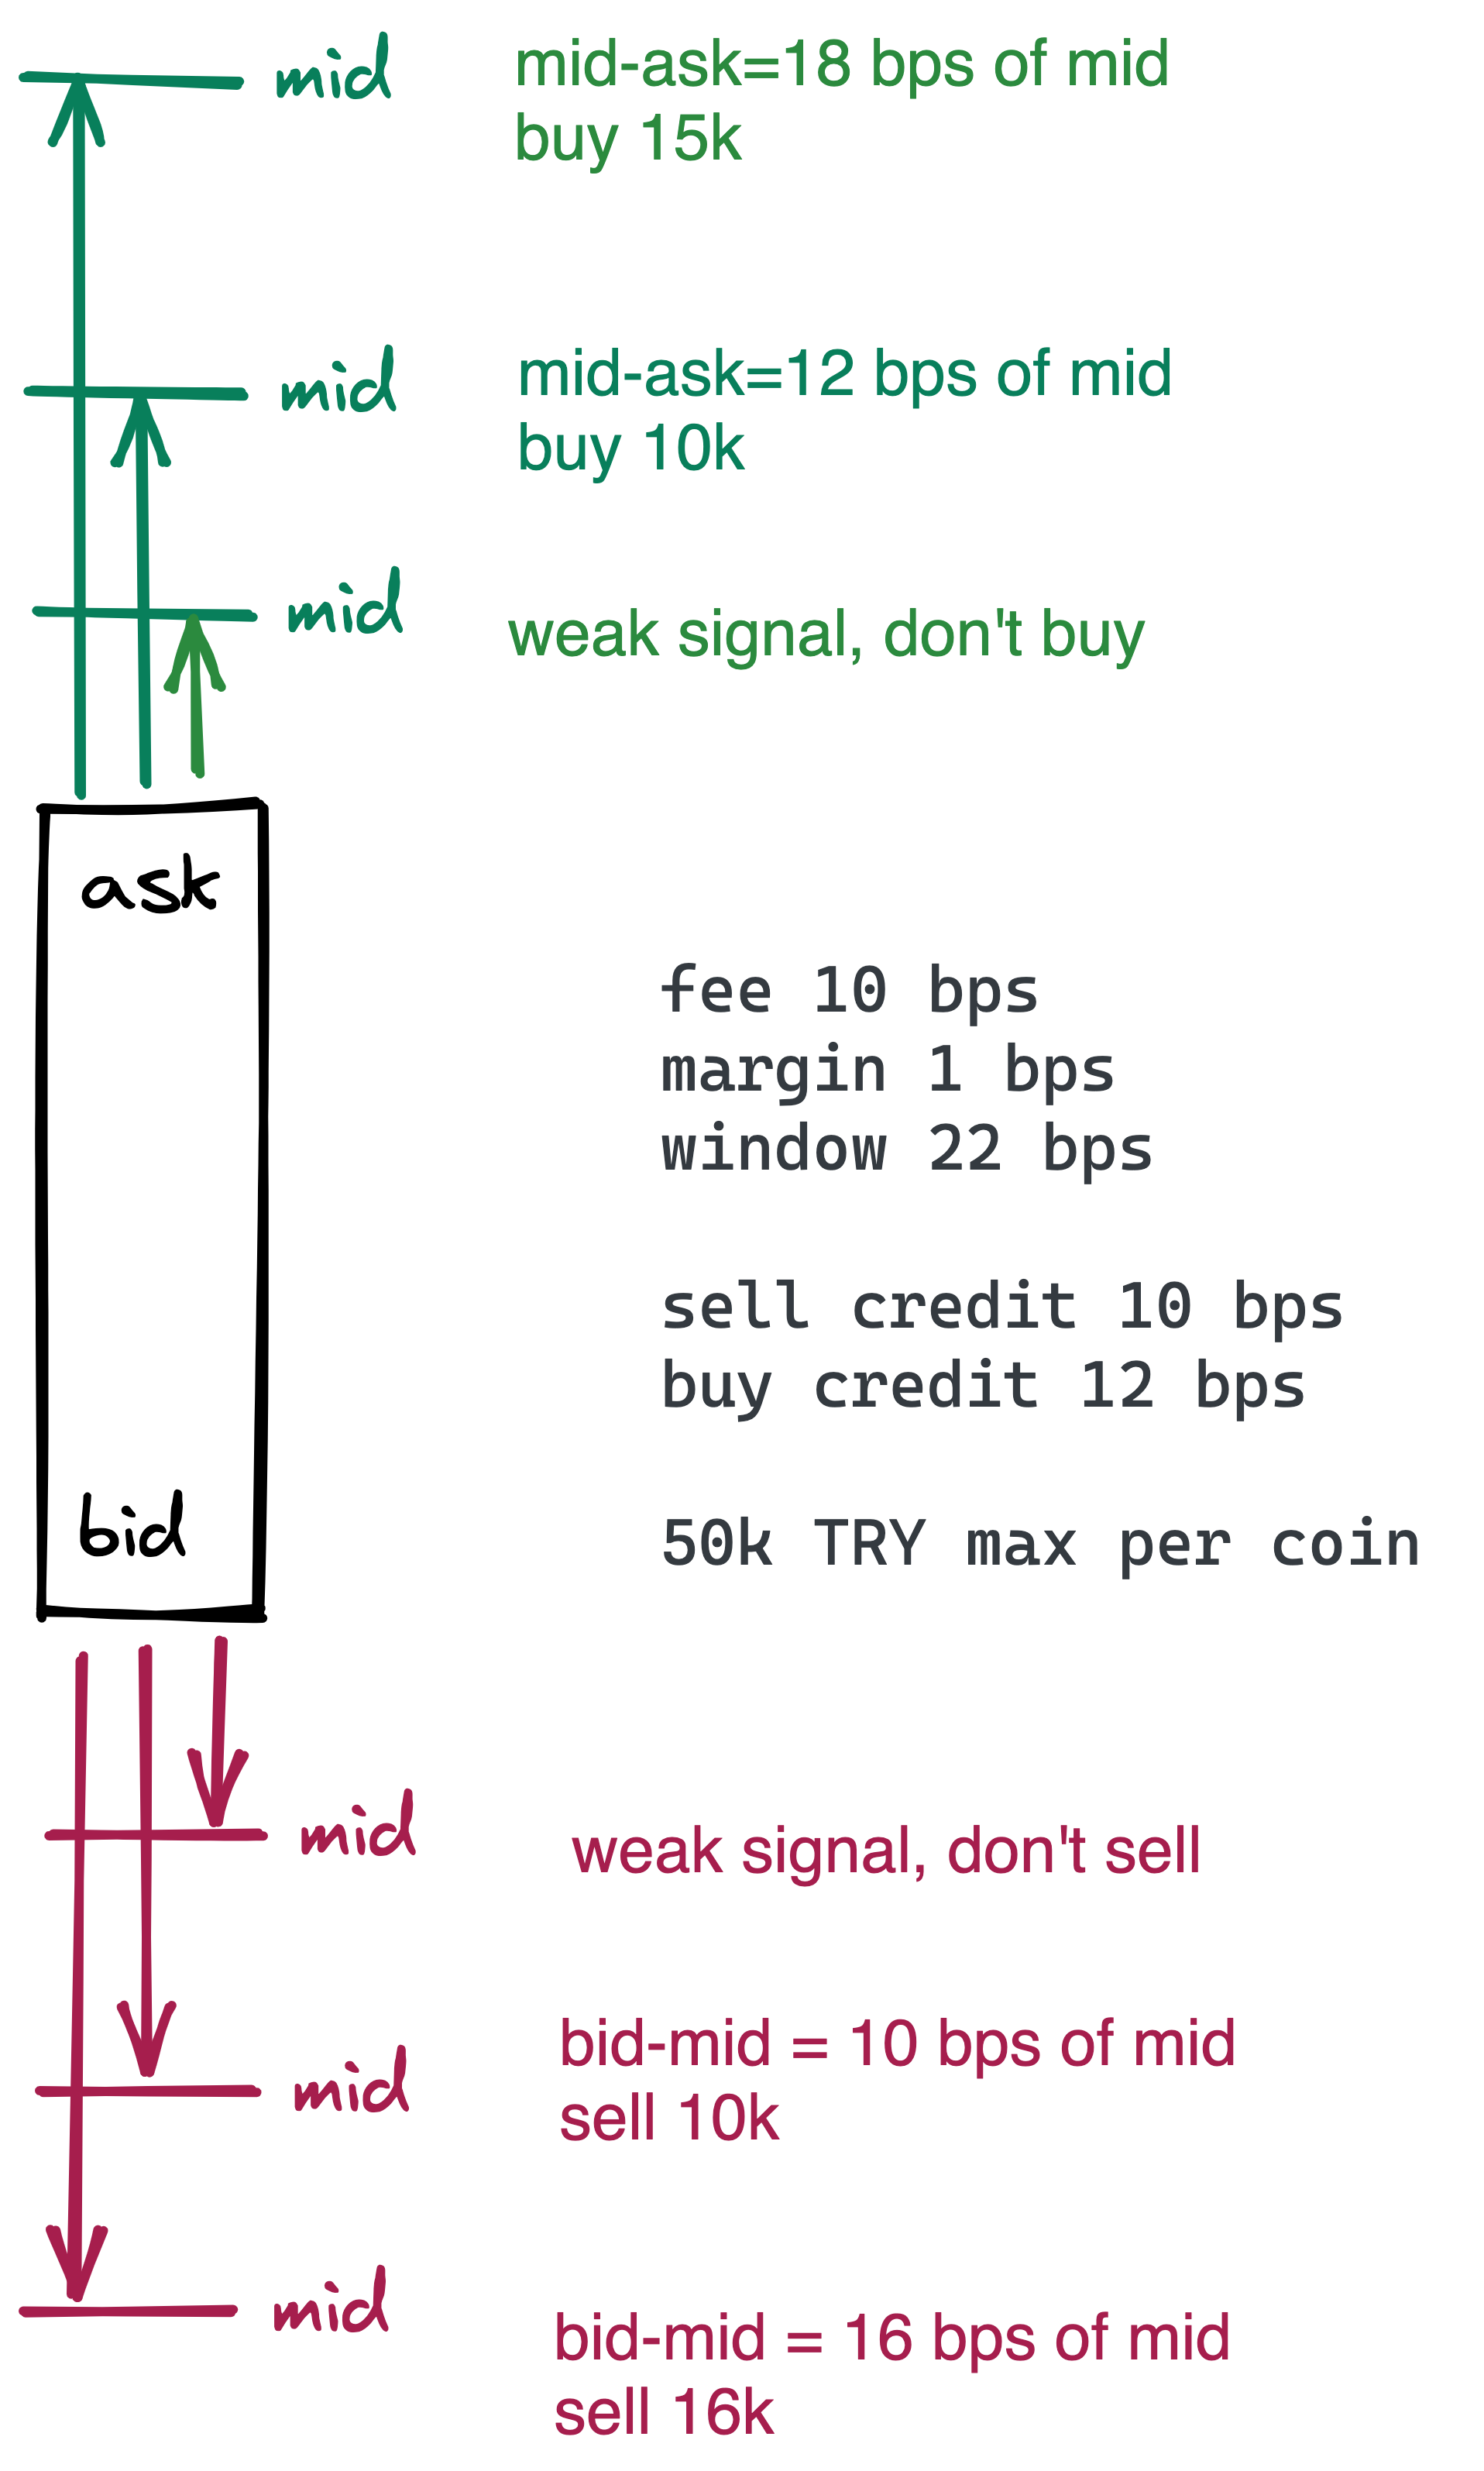 mid
mid-ask=18 bps of mid
buy 15k
mid
mid-ask=12 bps of mid
buy 10k
mid
weak signal, don't buy
ask
fee 10 bps
margin 1 bps
window 22 bps
sell credit 10 bps
buy credit 12 bps
bid
50k TRY max per coin
mid
weak signal, don't sell
mid
bid-mid = 10 bps of mid
sell 10k
mid
bid-mid = 16 bps of mid
sell 16k